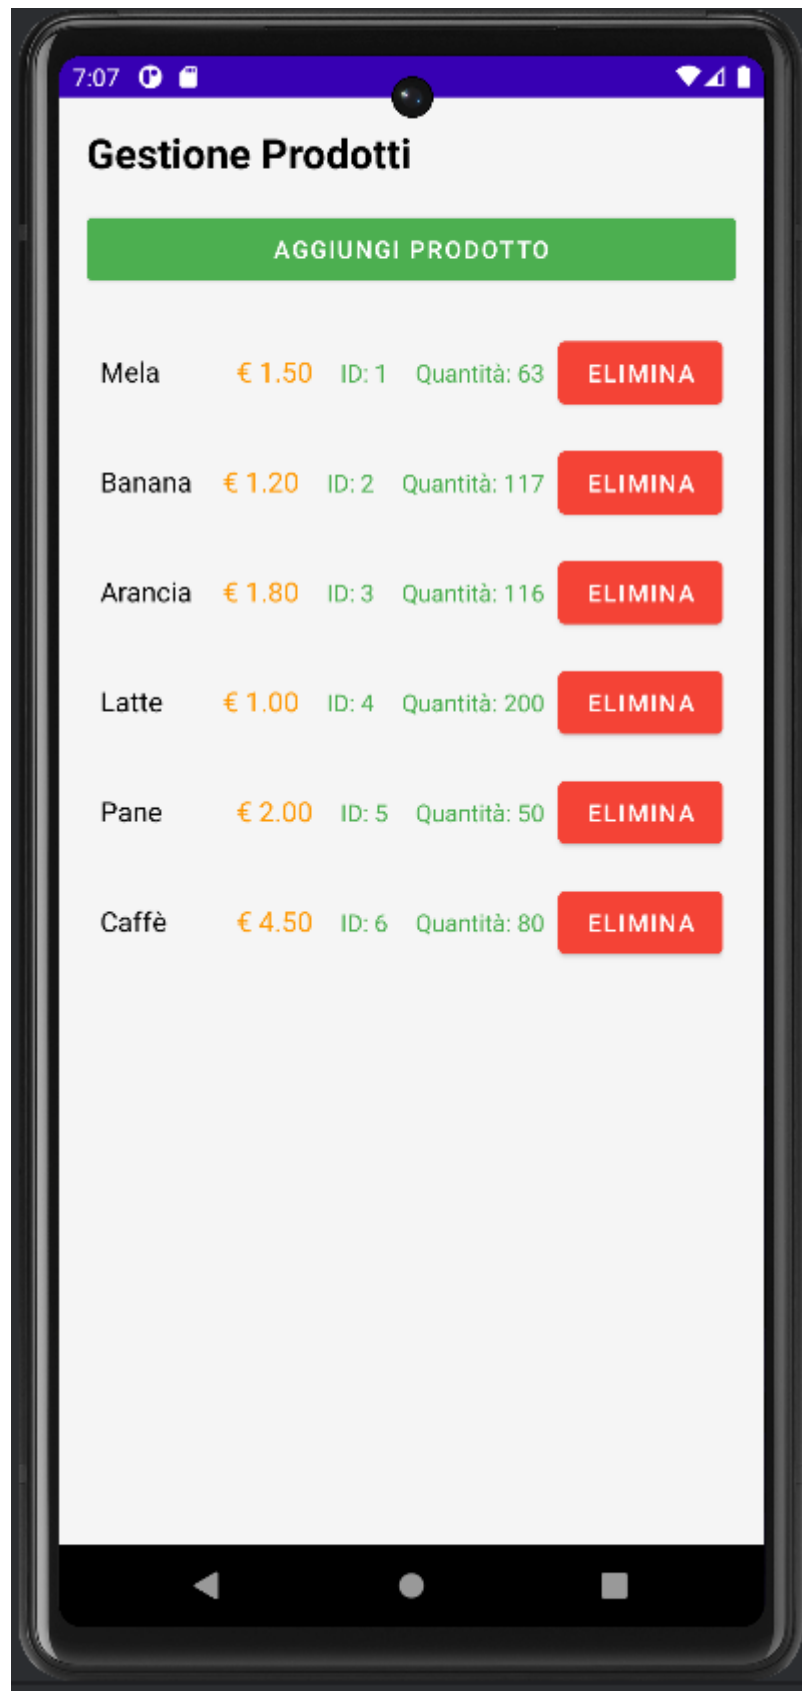 7:07
Gestione Prodotti
AGGIUNGI PRODOTTO
Mela € 1.50 ID: 1 Quantità: 63 ELIMINA
Banana € 1.20 ID: 2 Quantità: 117 ELIMINA
Arancia € 1.80 ID: 3 Quantità: 116 ELIMINA
Latte € 1.00 ID: 4 Quantità: 200 ELIMINA
Pane € 2.00 ID: 5 Quantità: 50 ELIMINA
Caffè € 4.50 ID: 6 Quantità: 80 ELIMINA